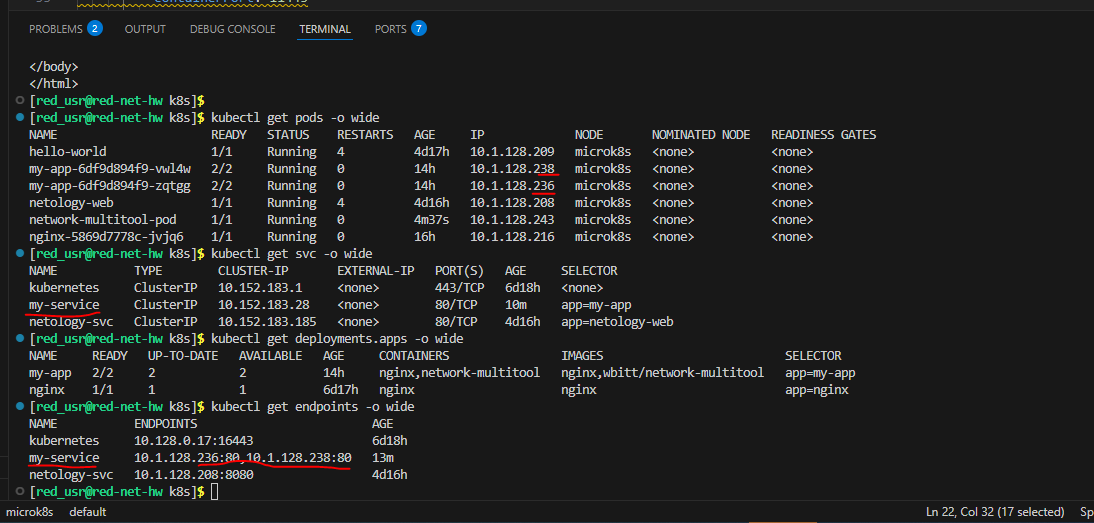 PROBLEMS 2 OUTPUT DEBUG CONSOLE TERMINAL PORTS 7
</body>
</html>
[red_usr@red-net-hw k8s]$
[red_usr@red-net-hw k8s]$ kubectl get pods -o wide
NAME READY STATUS RESTARTS AGE IP NODE NOMINATED NODE READINESS GATES
hello-world 1/1 Running 4 4d17h 10.1.128.209 microk8s <none> <none>
my-app-6df9d894f9-vwl4w 2/2 Running 0 14h 10.1.128.238 microk8s <none> <none>
my-app-6df9d894f9-zqtgg 2/2 Running 0 14h 10.1.128.236 microk8s <none> <none>
netology-web 1/1 Running 4 4d16h 10.1.128.208 microk8s <none> <none>
network-multitool-pod 1/1 Running 0 4m37s 10.1.128.243 microk8s <none> <none>
nginx-5869d7778c-jvjq6 1/1 Running 0 16h 10.1.128.216 microk8s <none> <none>
[red_usr@red-net-hw k8s]$ kubectl get svc -o wide
NAME TYPE CLUSTER-IP EXTERNAL-IP PORT(S) AGE SELECTOR
kubernetes ClusterIP 10.152.183.1 <none> 443/TCP 6d18h <none>
my-service ClusterIP 10.152.183.28 <none> 80/TCP 10m app=my-app
netology-svc ClusterIP 10.152.183.185 <none> 80/TCP 4d16h app=netology-web
[red_usr@red-net-hw k8s]$ kubectl get deployments.apps -o wide
NAME READY UP-TO-DATE AVAILABLE AGE CONTAINERS IMAGES SELECTOR
my-app 2/2 2 2 14h nginx,network-multitool nginx,wbitt/network-multitool app=my-app
nginx 1/1 1 1 6d17h nginx nginx app=nginx
[red_usr@red-net-hw k8s]$ kubectl get endpoints -o wide
NAME ENDPOINTS AGE
kubernetes 10.128.0.17:16443 6d18h
my-service 10.1.128.236:80,10.1.128.238:80 13m
netology-svc 10.1.128.208:8080 4d16h
[red_usr@red-net-hw k8s]$
microk8s default Ln 22, Col 32 (17 selected) Sp